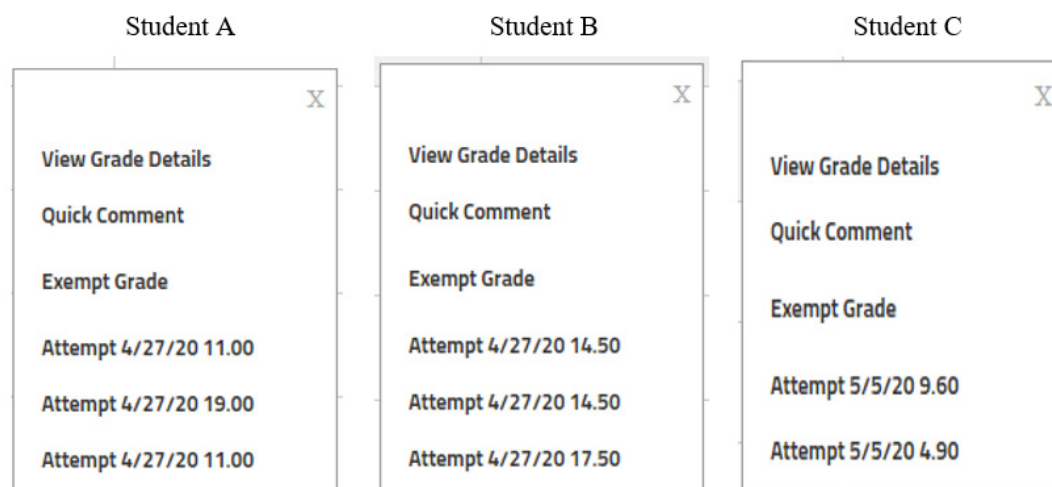 Student A
X
View Grade Details
Quick Comment
Exempt Grade
Attempt 4/27/20 11.00
Attempt 4/27/20 19.00
Attempt 4/27/20 11.00
Student B
X
View Grade Details
Quick Comment
Exempt Grade
Attempt 4/27/20 14.50
Attempt 4/27/20 14.50
Attempt 4/27/20 17.50
Student C
X
View Grade Details
Quick Comment
Exempt Grade
Attempt 5/5/20 9.60
Attempt 5/5/20 4.90